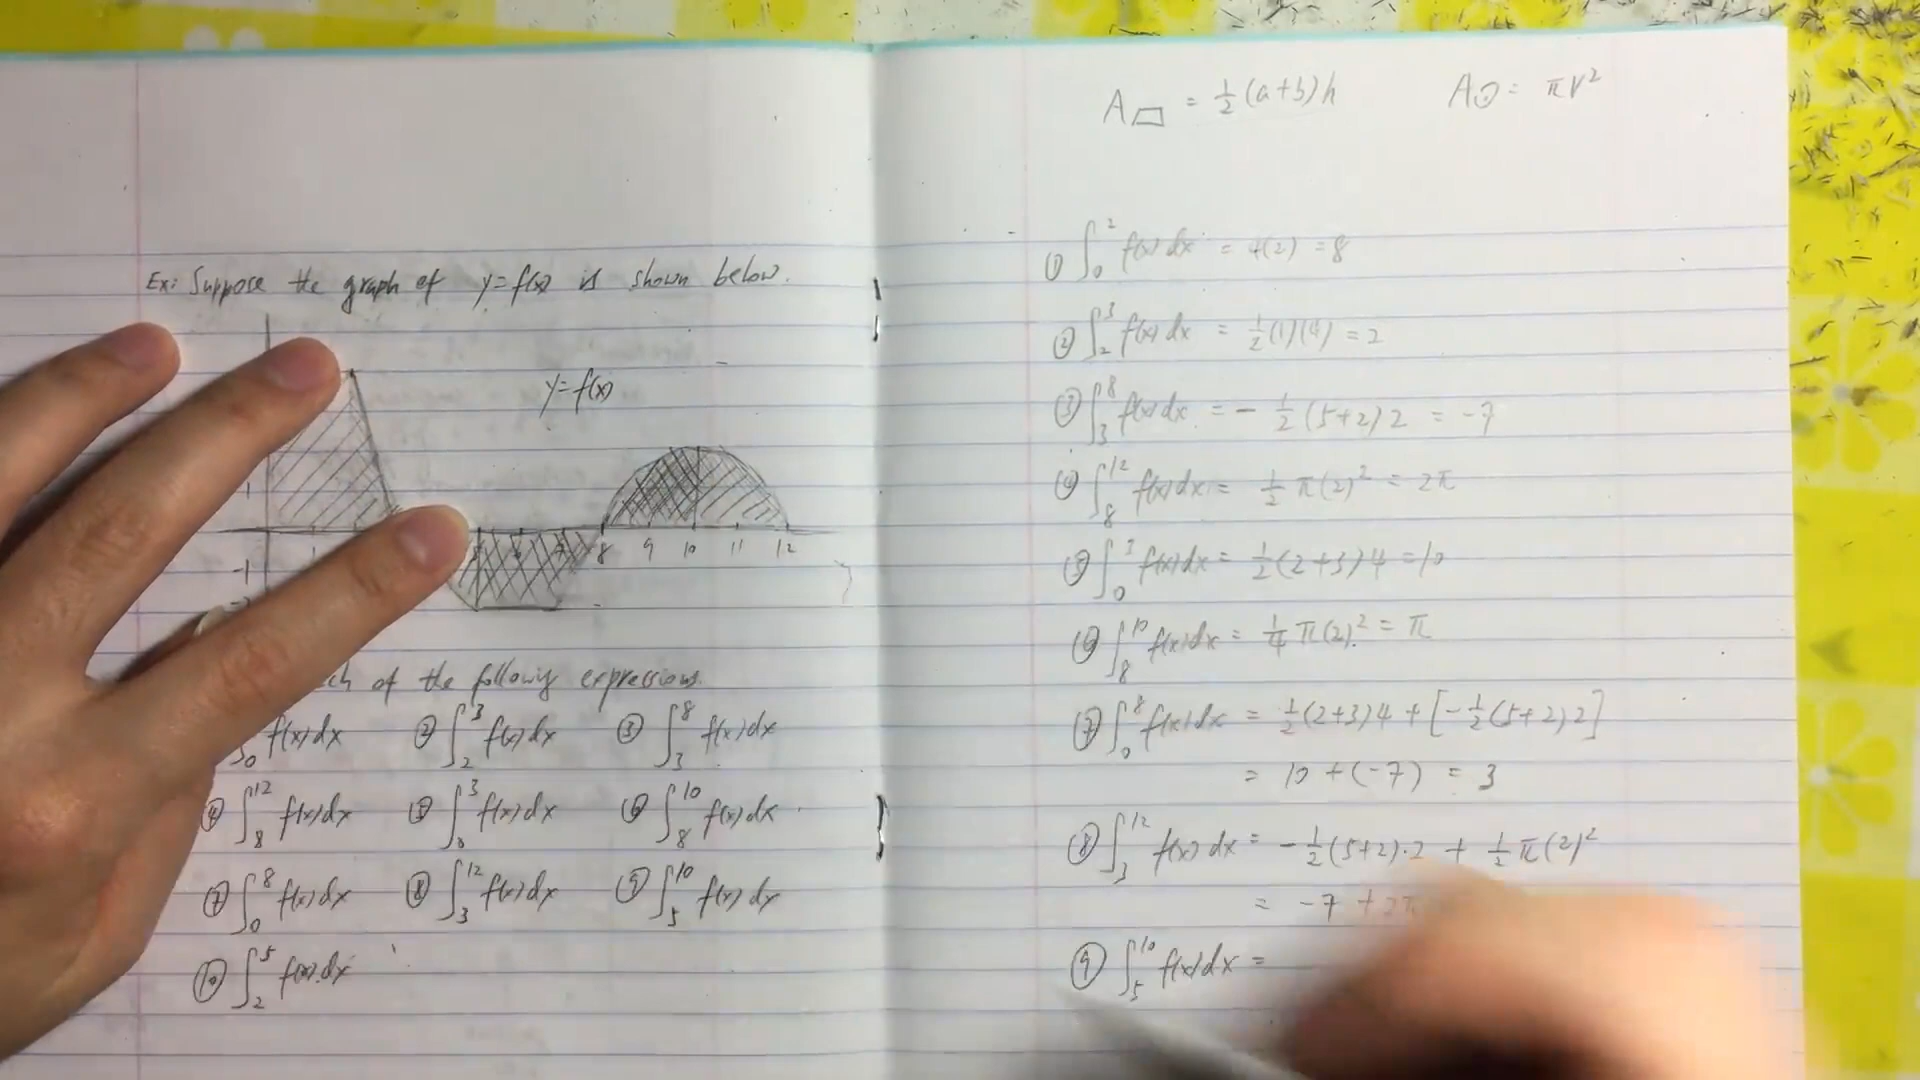 Ex: Suppose the graph of y=f(x) is shown below.
y=f(x)
1
8 9 10 11 12
-1
of the following expressions.
f(x)dx ② ∫₂³ f(x)dx ③ ∫₃⁸ f(x)dx
④ ∫₈¹² f(x)dx ⑤ ∫₀³ f(x)dx ⑥ ∫₈¹⁰ f(x)dx
⑦ ∫₀⁸ f(x)dx ⑧ ∫₃¹² f(x)dx ⑨ ∫₅¹⁰ f(x)dx
⑩ ∫₂⁵ f(x)dx
A▱ = ½(a+b)h A○ = πr²
① ∫₀² f(x)dx = 4(2) = 8
② ∫₂³ f(x)dx = ½(1)(4) = 2
③ ∫₃⁸ f(x)dx = - ½(5+2)2 = -7
④ ∫₈¹² f(x)dx = ½π(2)² = 2π
⑤ ∫₀³ f(x)dx = ½(2+3)4 = 10
⑥ ∫₈¹⁰ f(x)dx = ¼π(2)² = π
⑦ ∫₀⁸ f(x)dx = ½(2+3)4 + [-½(5+2)2]
= 10 + (-7) = 3
⑧ ∫₃¹² f(x)dx = -½(5+2)·2 + ½π(2)²
= -7 + 2π
⑨ ∫₅¹⁰ f(x)dx =